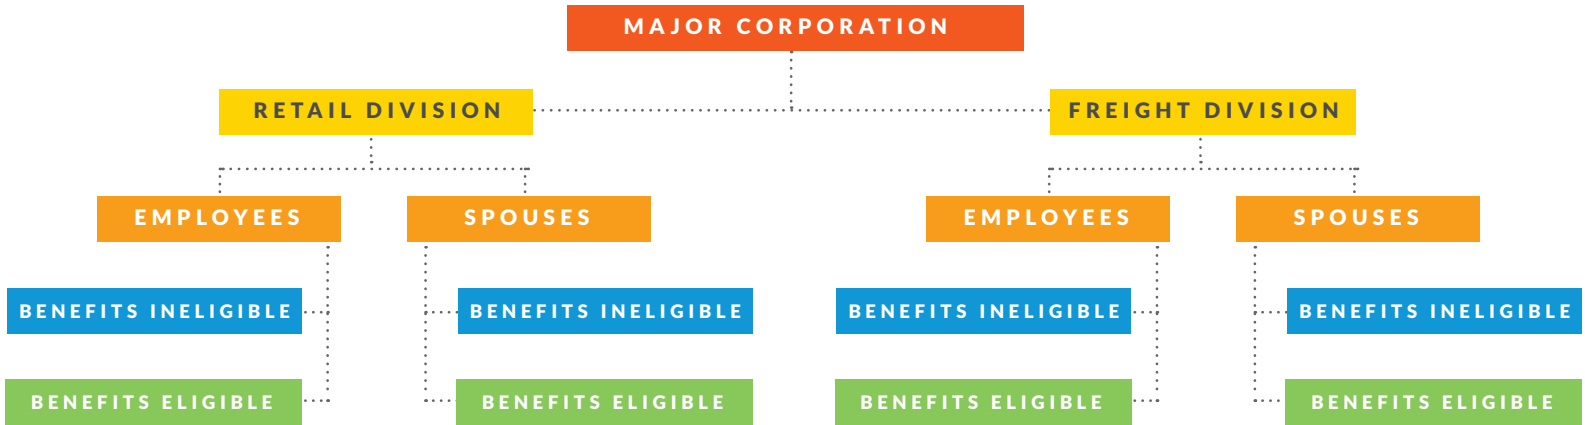 MAJOR CORPORATION
RETAIL DIVISION
FREIGHT DIVISION
EMPLOYEES
SPOUSES
EMPLOYEES
SPOUSES
BENEFITS INELIGIBLE
BENEFITS INELIGIBLE
BENEFITS INELIGIBLE
BENEFITS INELIGIBLE
BENEFITS ELIGIBLE
BENEFITS ELIGIBLE
BENEFITS ELIGIBLE
BENEFITS ELIGIBLE